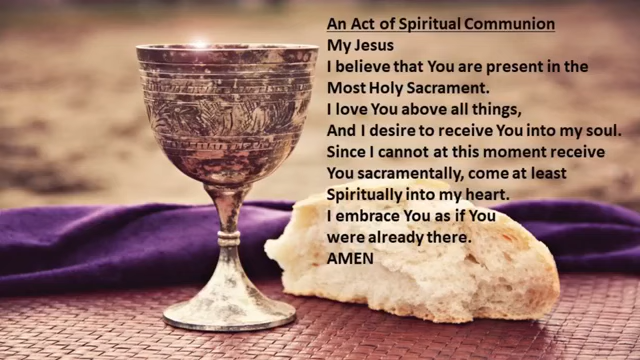 An Act of Spiritual Communion
My Jesus
I believe that You are present in the
Most Holy Sacrament.
I love You above all things,
And I desire to receive You into my soul.
Since I cannot at this moment receive
You sacramentally, come at least
Spiritually into my heart.
I embrace You as if You
were already there.
AMEN